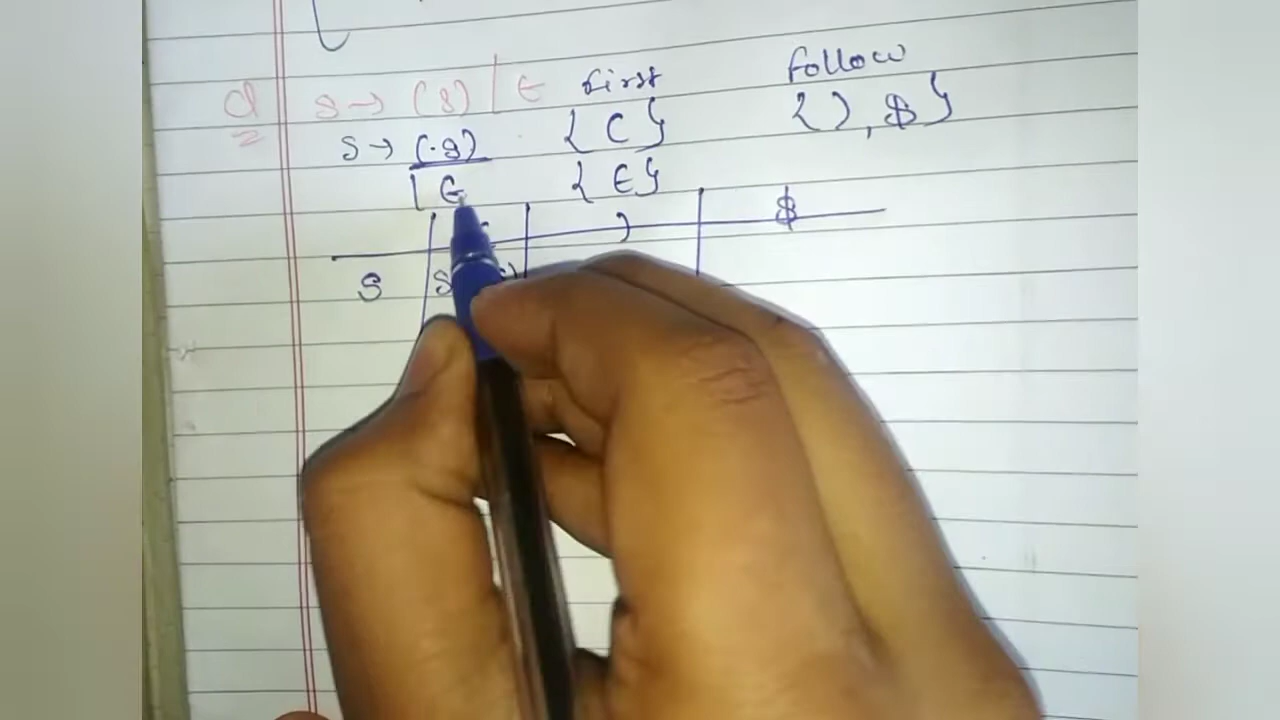 Q S → (S) | ϵ First Follow
S → (·S) { ( } { ), $ }
| ϵ { ϵ }
) $
S S